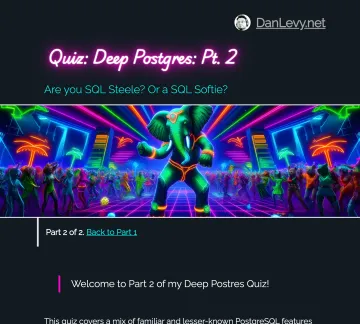 DanLevy.net
Quiz: Deep Postgres: Pt. 2
Are you SQL Steele? Or a SQL Softie?
Part 2 of 2. Back to Part 1
Welcome to Part 2 of my Deep Postres Quiz!
This quiz covers a mix of familiar and lesser-known PostgreSQL features